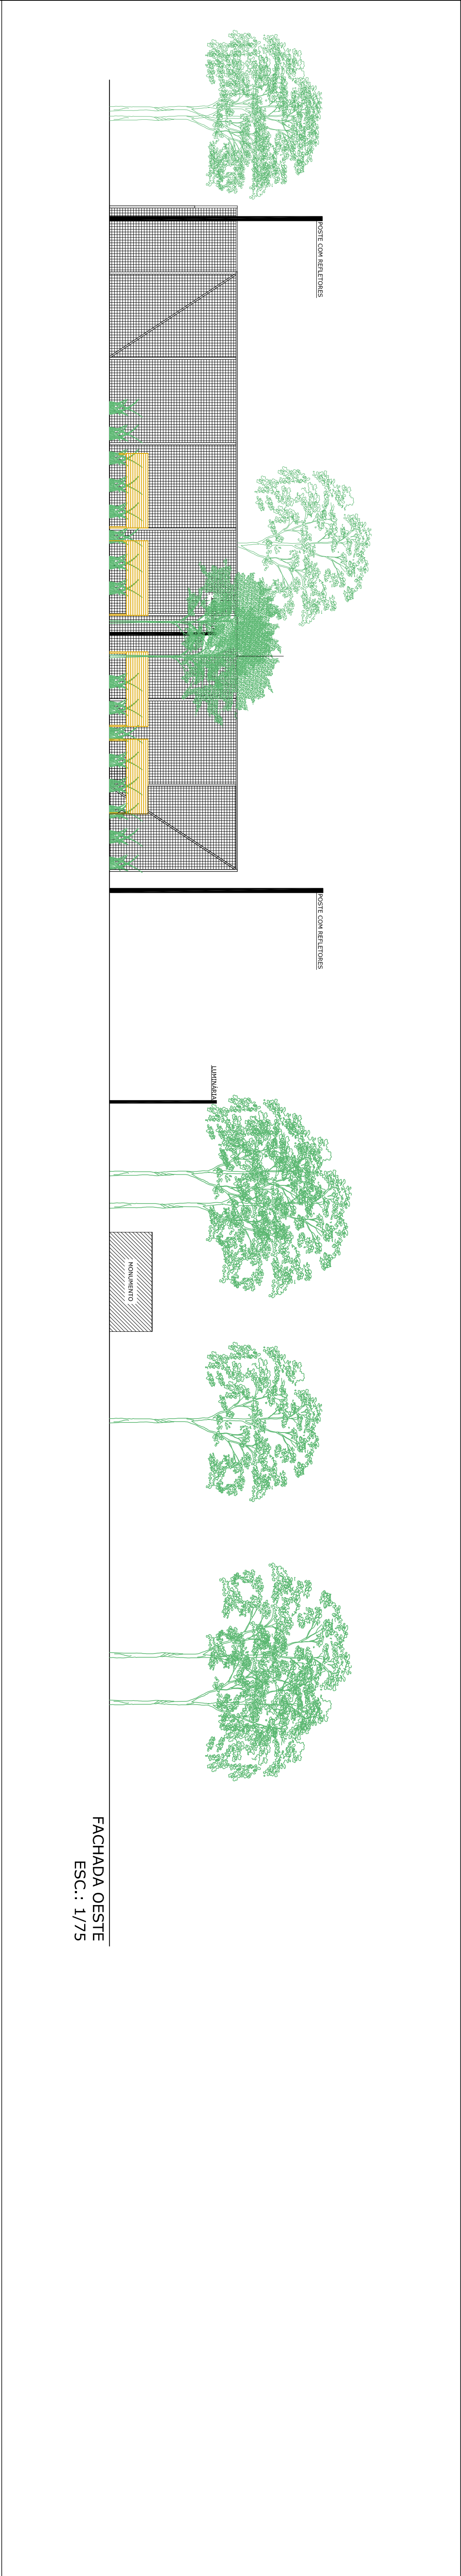 POSTE COM REFLETORES
POSTE COM REFLETORES
LUMINÁRIA
MONUMENTO
FACHADA OESTE
ESC.: 1/75